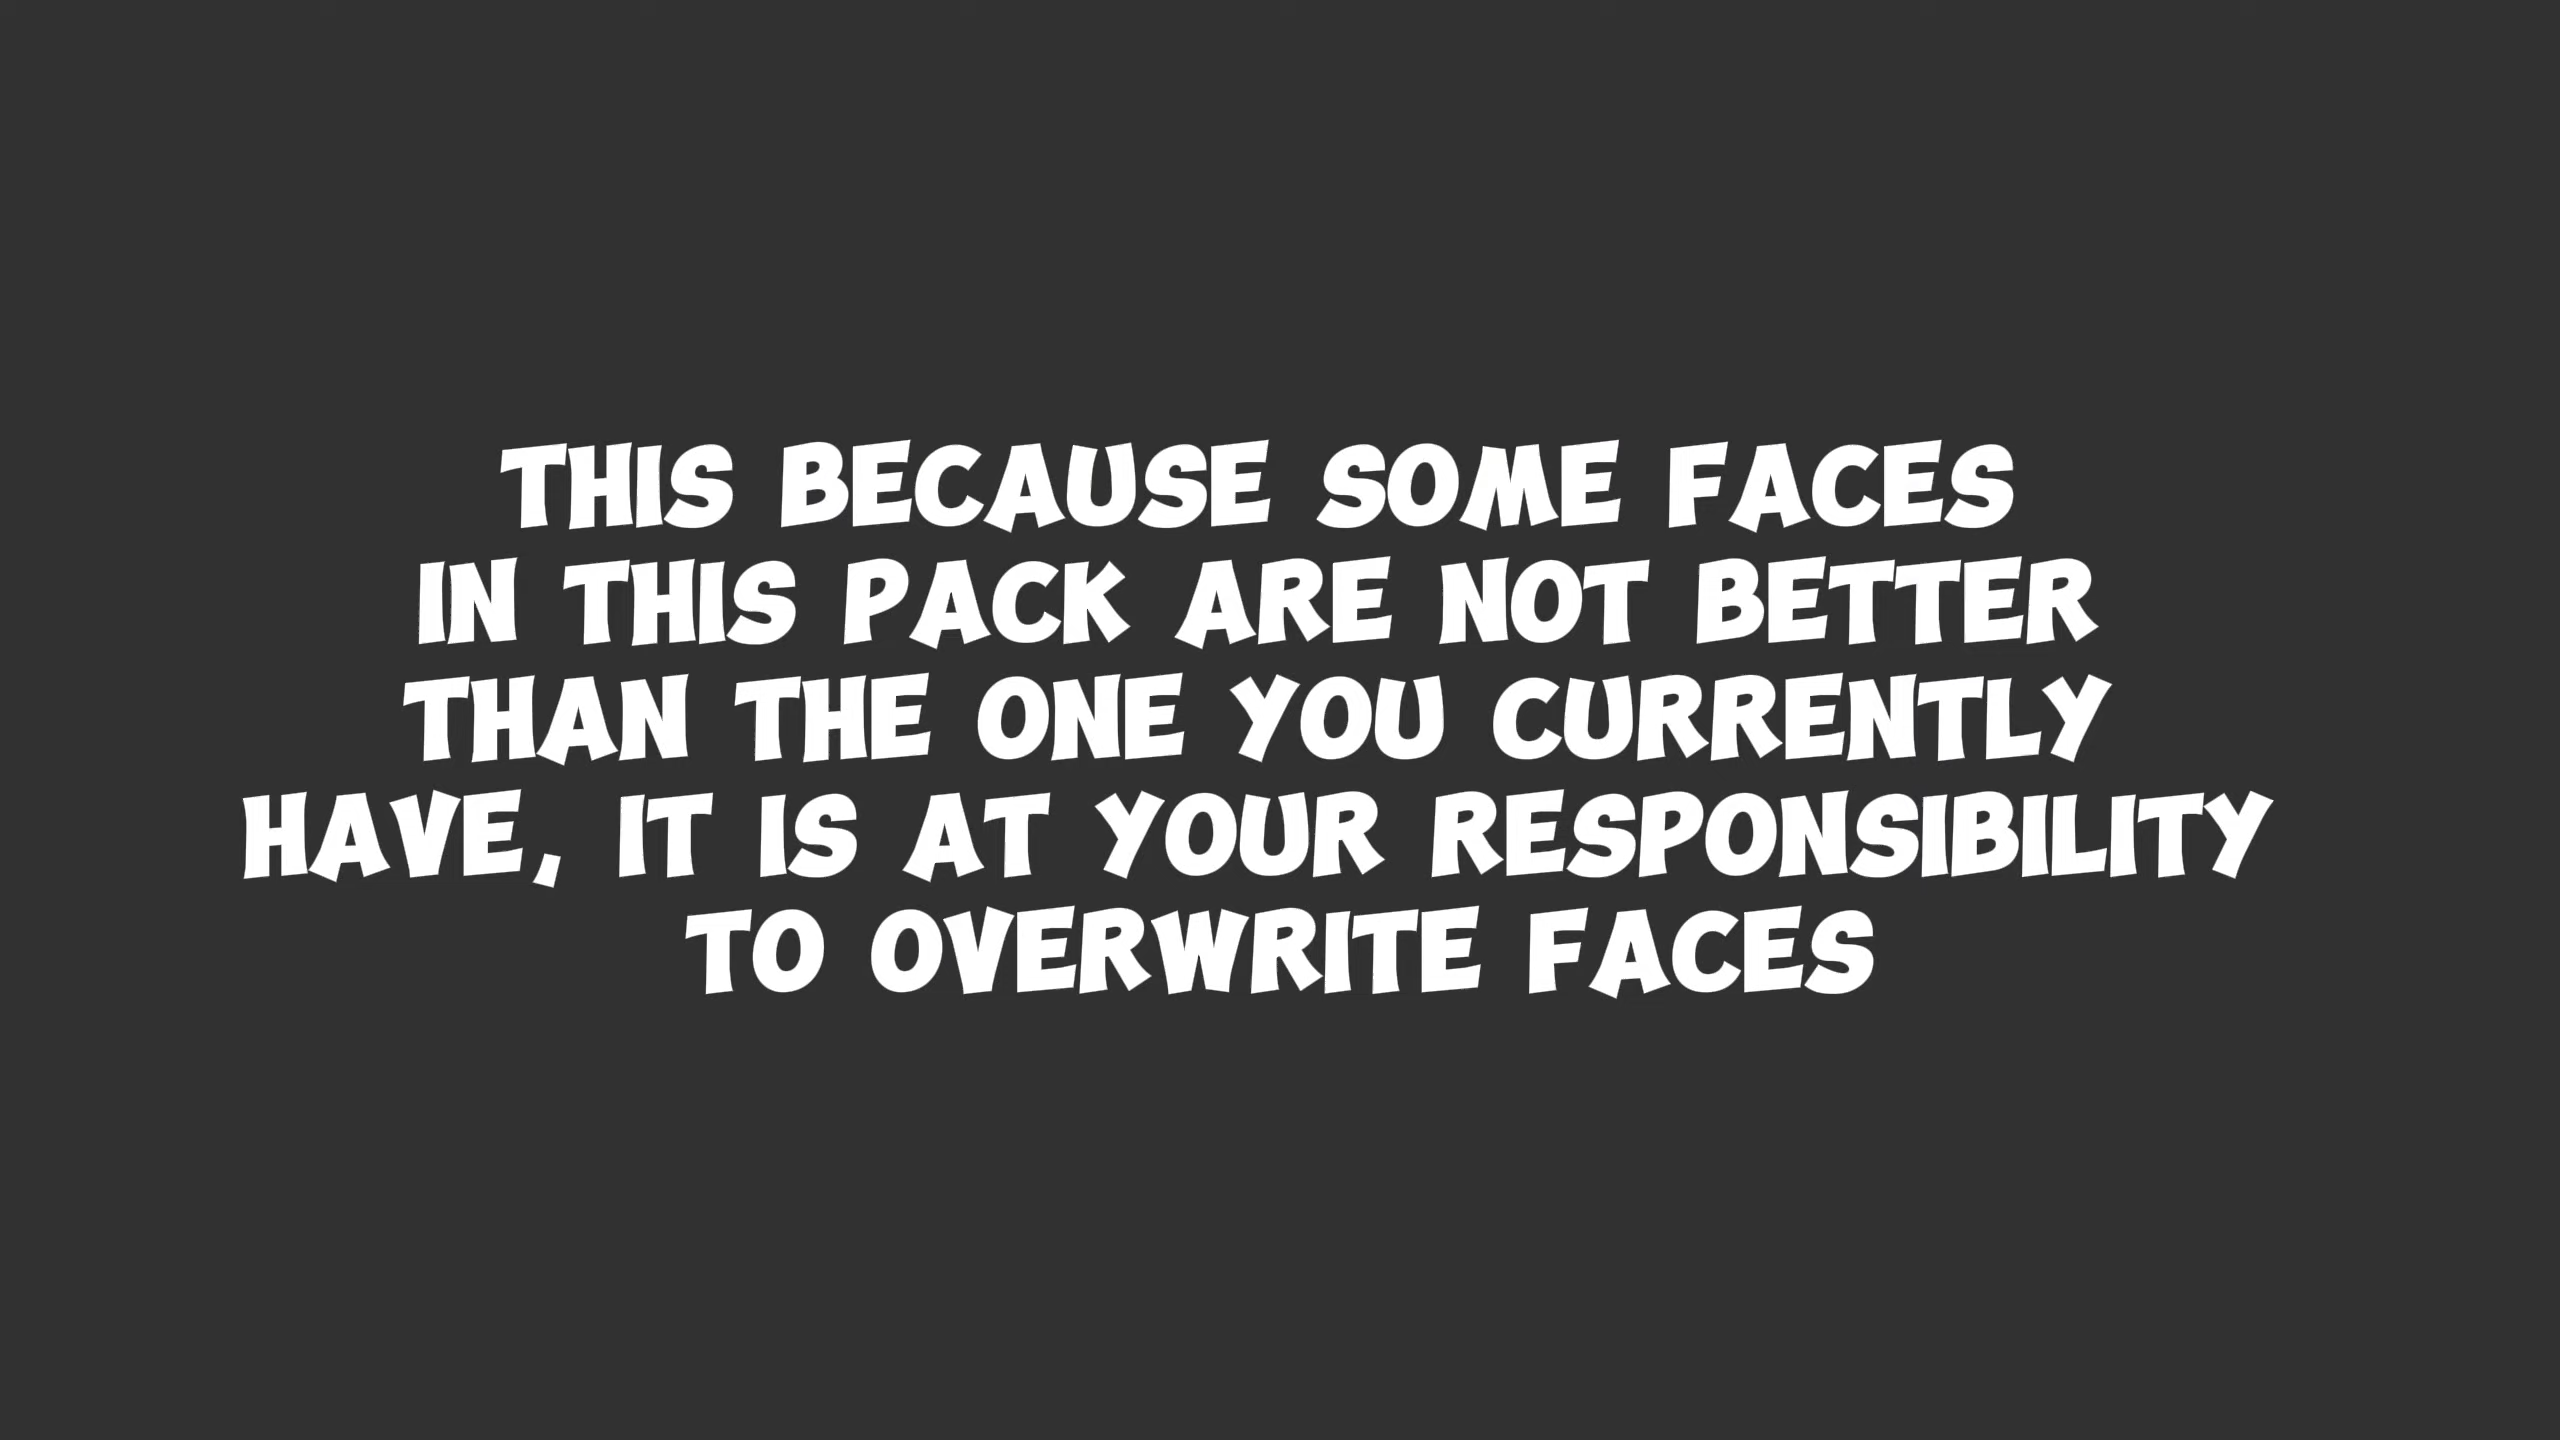 THIS BECAUSE SOME FACES
IN THIS PACK ARE NOT BETTER
THAN THE ONE YOU CURRENTLY
HAVE, IT IS AT YOUR RESPONSIBILITY
TO OVERWRITE FACES